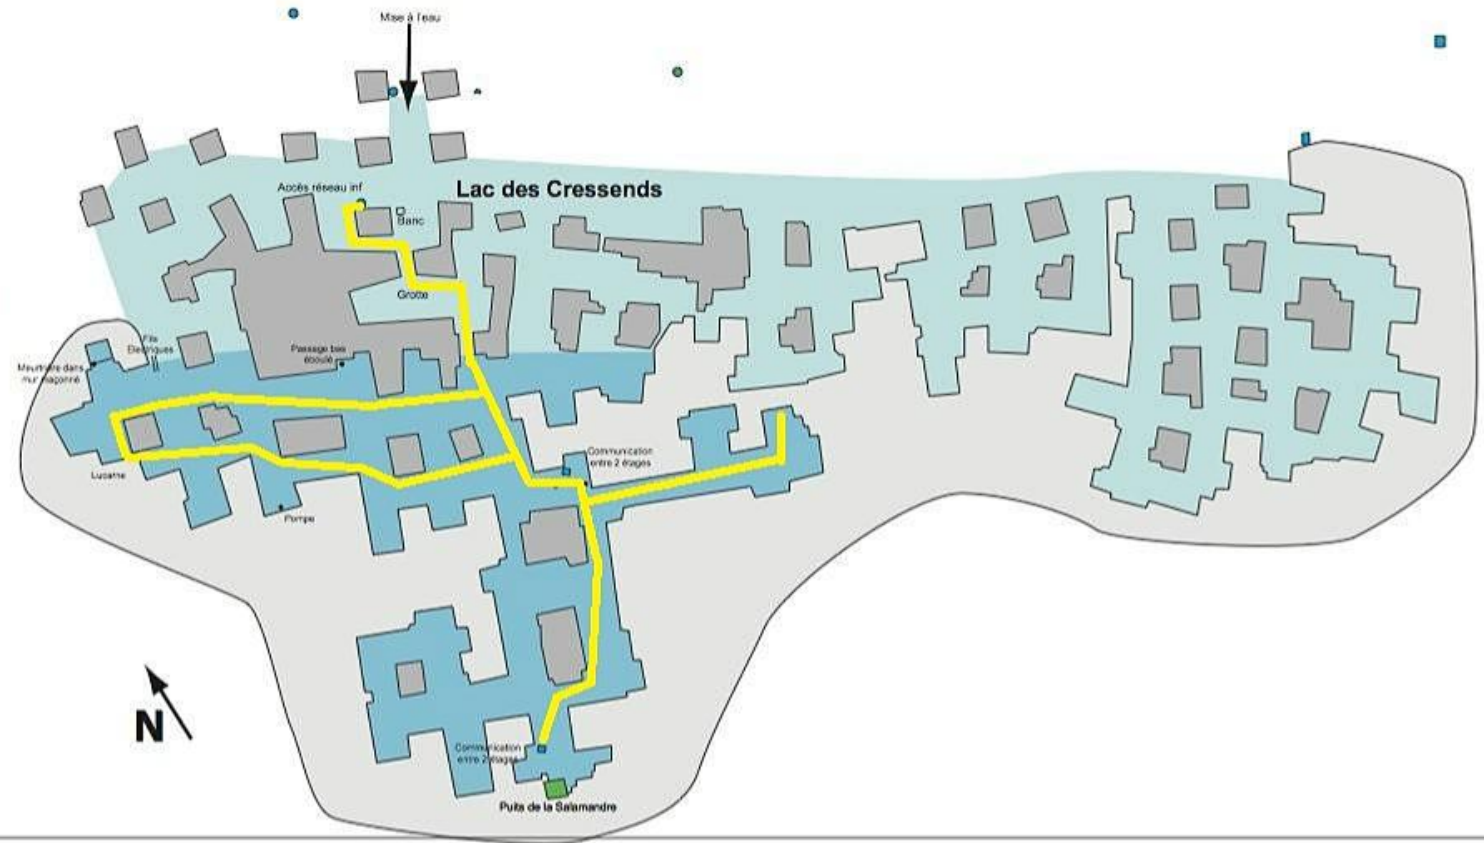 Mise à l'eau
Accès réseau inf
Lac des Cressends
Banc
Grotte
Fils
Electriques
Passage bas
éboulé
Meurtrière dans
mur maçonné
Communication
entre 2 étages
Lucarne
Pompe
N
Communication
entre 2 étages
Puits de la Salamandre